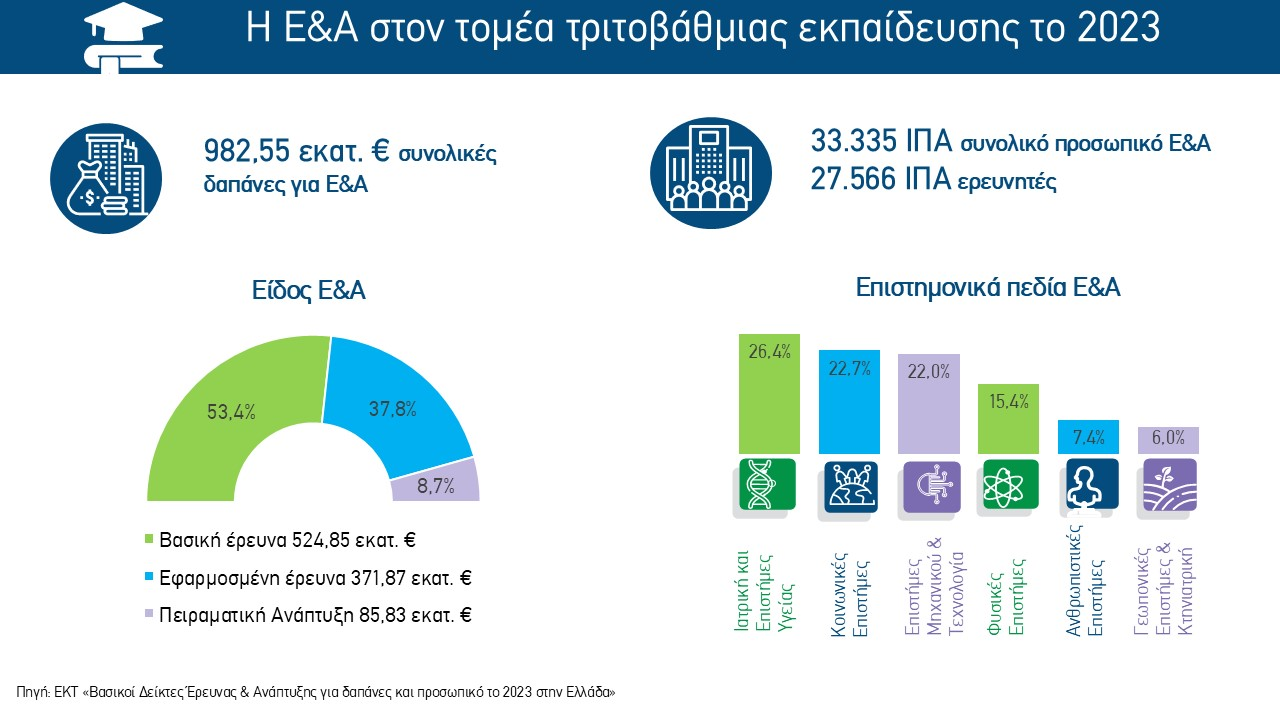 Η Ε&Α στον τομέα τριτοβάθμιας εκπαίδευσης το 2023
982,55 εκατ. € συνολικές
δαπάνες για Ε&Α
33.335 ΙΠΑ συνολικό προσωπικό Ε&Α
27.566 ΙΠΑ ερευνητές
Είδος Ε&Α
53,4%
37,8%
8,7%
Βασική έρευνα 524,85 εκατ. €
Εφαρμοσμένη έρευνα 371,87 εκατ. €
Πειραματική Ανάπτυξη 85,83 εκατ. €
Επιστημονικά πεδία Ε&Α
26,4%
22,7%
22,0%
15,4%
7,4%
6,0%
Ιατρική και
Επιστήμες
Υγείας
Κοινωνικές
Επιστήμες
Επιστήμες
Μηχανικού &
Τεχνολογία
Φυσικές
Επιστήμες
Ανθρωπιστικές
Επιστήμες
Γεωπονικές
Επιστήμες &
Κτηνιατρική
Πηγή: ΕΚΤ «Βασικοί Δείκτες Έρευνας & Ανάπτυξης για δαπάνες και προσωπικό το 2023 στην Ελλάδα»